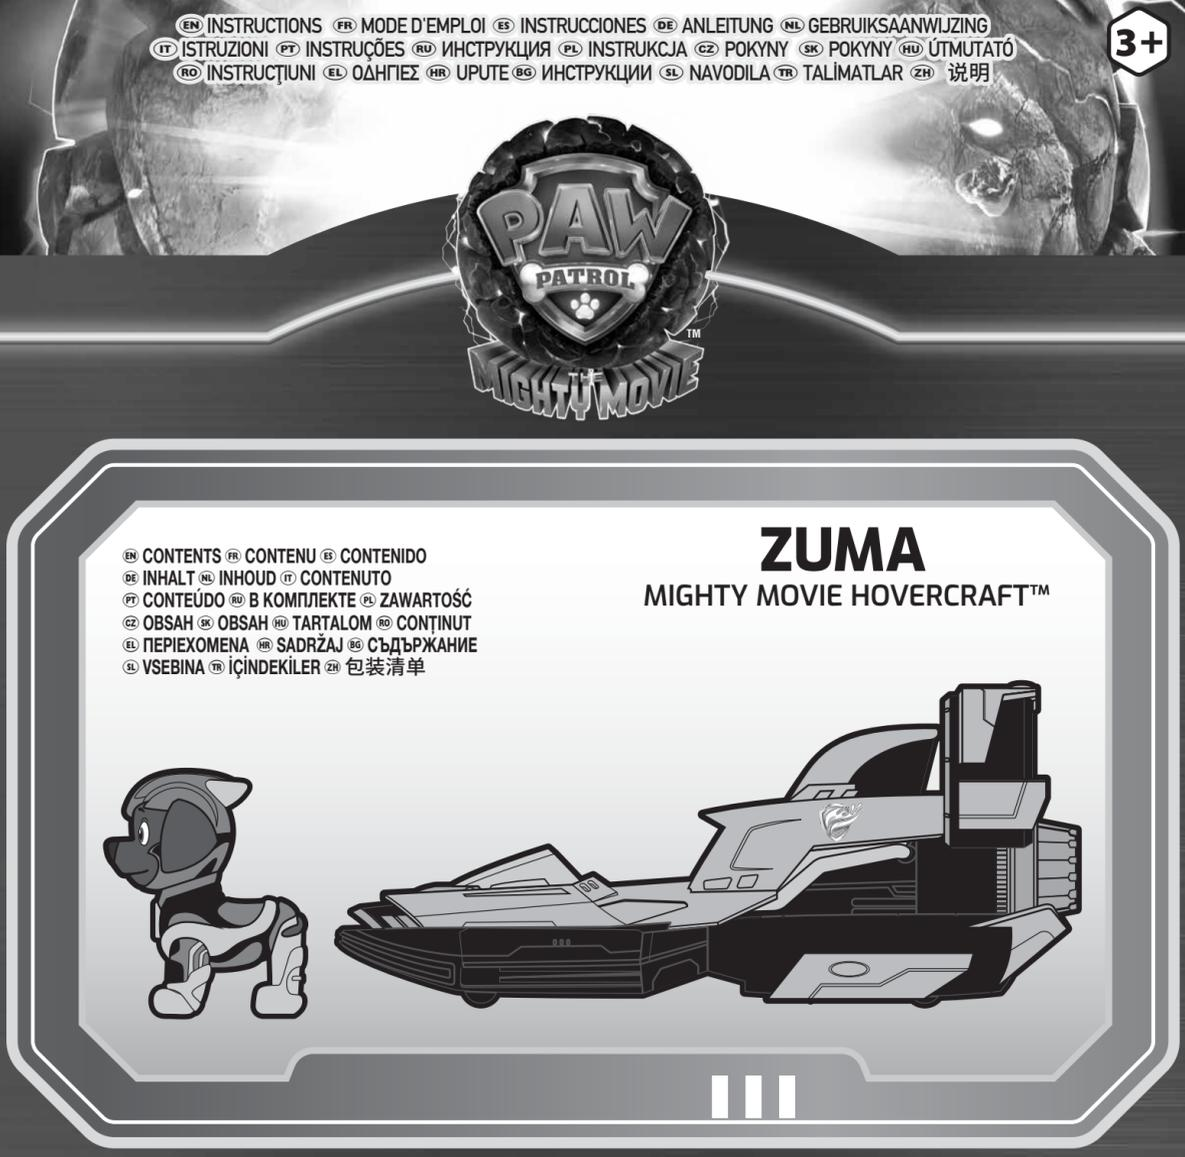 EN INSTRUCTIONS FR MODE D'EMPLOI ES INSTRUCCIONES DE ANLEITUNG NL GEBRUIKSAANWIJZING
IT ISTRUZIONI PT INSTRUÇÕES RU ИНСТРУКЦИЯ PL INSTRUKCJA CZ POKYNY SK POKYNY HU ÚTMUTATÓ
RO INSTRUCŢIUNI EL ΟΔΗΓΙΕΣ HR UPUTE BG ИНСТРУКЦИИ SL NAVODILA TR TALİMATLAR ZH 说明
3+
PAW
PATROL
TM
THE
MIGHTY MOVIE
ZUMA
MIGHTY MOVIE HOVERCRAFT™
EN CONTENTS FR CONTENU ES CONTENIDO
DE INHALT NL INHOUD IT CONTENUTO
PT CONTEÚDO RU В КОМПЛЕКТЕ PL ZAWARTOŚĆ
CZ OBSAH SK OBSAH HU TARTALOM RO CONȚINUT
EL ΠΕΡΙΕΧΟΜΕΝΑ HR SADRŽAJ BG СЪДЪРЖАНИЕ
SL VSEBINA TR İÇİNDEKİLER ZH 包装清单